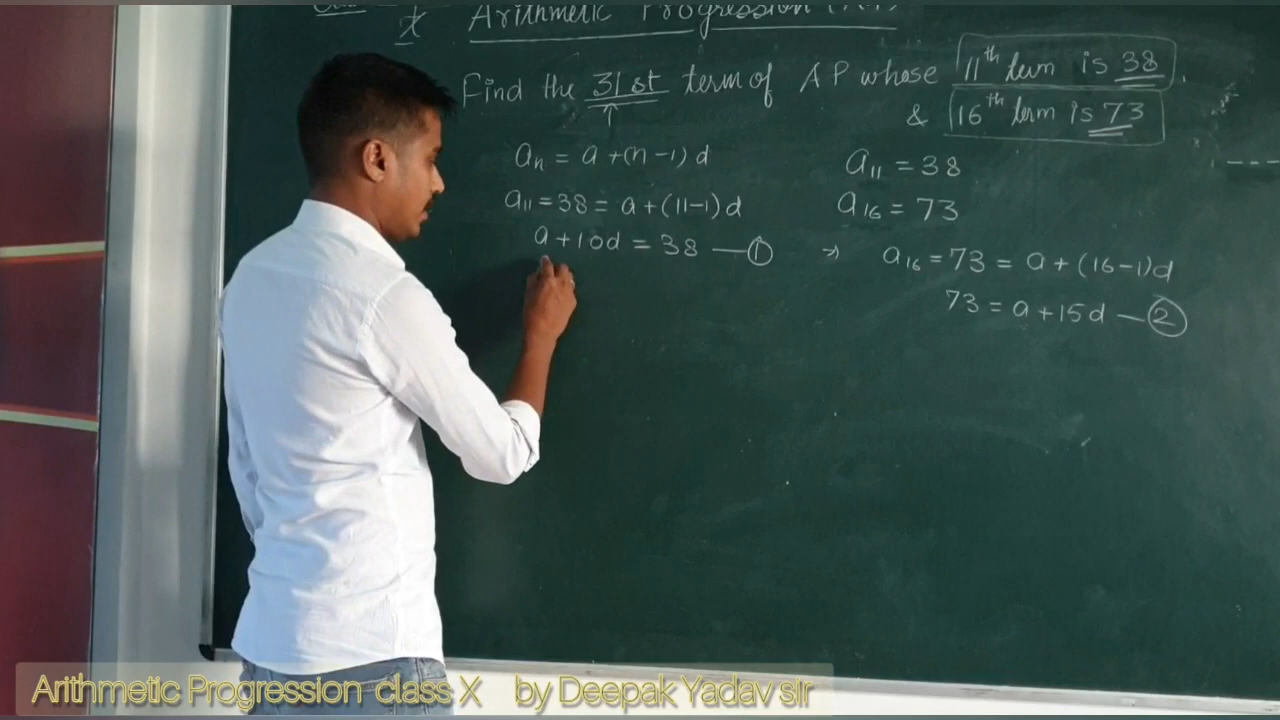 X Arithmetic Progression
Find the 31st term of AP whose 11th term is 38.
& 16th term is 73
an = a +(n-1) d
a11 = 38 = a+(11-1)d
a+10d = 38 —①
a11 = 38
a16 = 73
⇒ a16 = 73 = a + (16-1)d
73 = a +15d —②
Arithmetic Progression class X by Deepak Yadav sir